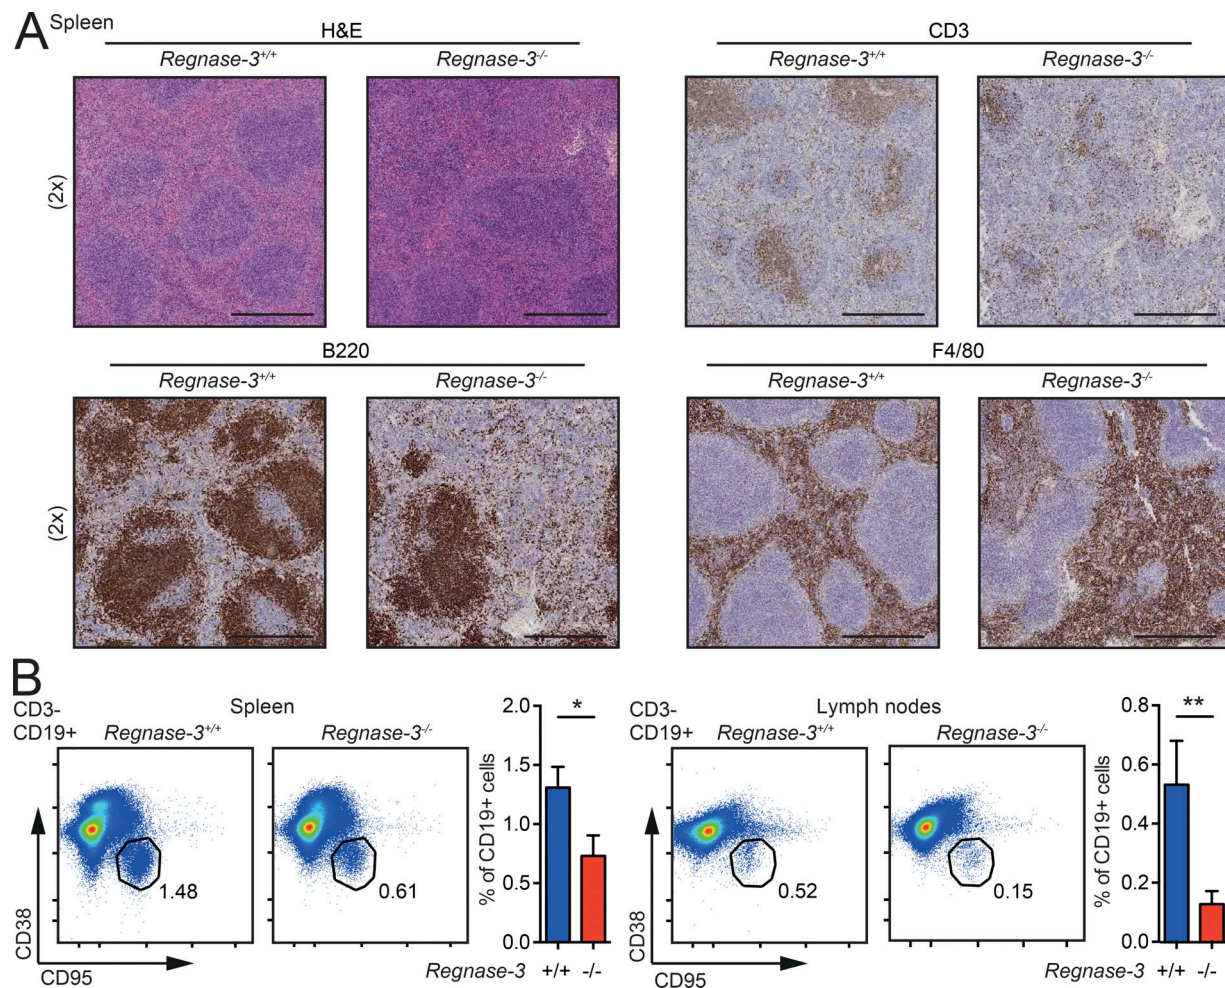 A Spleen
H&E
CD3
Regnase-3+/+ Regnase-3-/- Regnase-3+/+ Regnase-3-/-
(2x)
B220
F4/80
Regnase-3+/+ Regnase-3-/- Regnase-3+/+ Regnase-3-/-
(2x)
B
CD3-
CD19+
Spleen
Regnase-3+/+ Regnase-3-/-
1.48
0.61
CD38
CD95
% of CD19+ cells
2.0
1.5
1.0
0.5
0.0
*
Regnase-3 +/+ -/-
CD3-
CD19+
Lymph nodes
Regnase-3+/+ Regnase-3-/-
0.52
0.15
CD38
CD95
% of CD19+ cells
0.8
0.6
0.4
0.2
0.0
**
Regnase-3 +/+ -/-